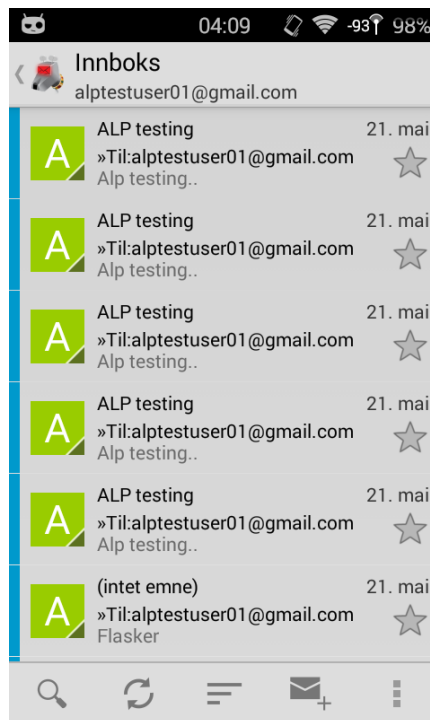 04:09 -93 98%
Innboks
alptestuser01@gmail.com
ALP testing 21. mai
»Til:alptestuser01@gmail.com
Alp testing..
A
ALP testing 21. mai
»Til:alptestuser01@gmail.com
Alp testing..
A
ALP testing 21. mai
»Til:alptestuser01@gmail.com
Alp testing..
A
ALP testing 21. mai
»Til:alptestuser01@gmail.com
Alp testing..
A
ALP testing 21. mai
»Til:alptestuser01@gmail.com
Alp testing..
A
(intet emne) 21. mai
»Til:alptestuser01@gmail.com
Flasker
A